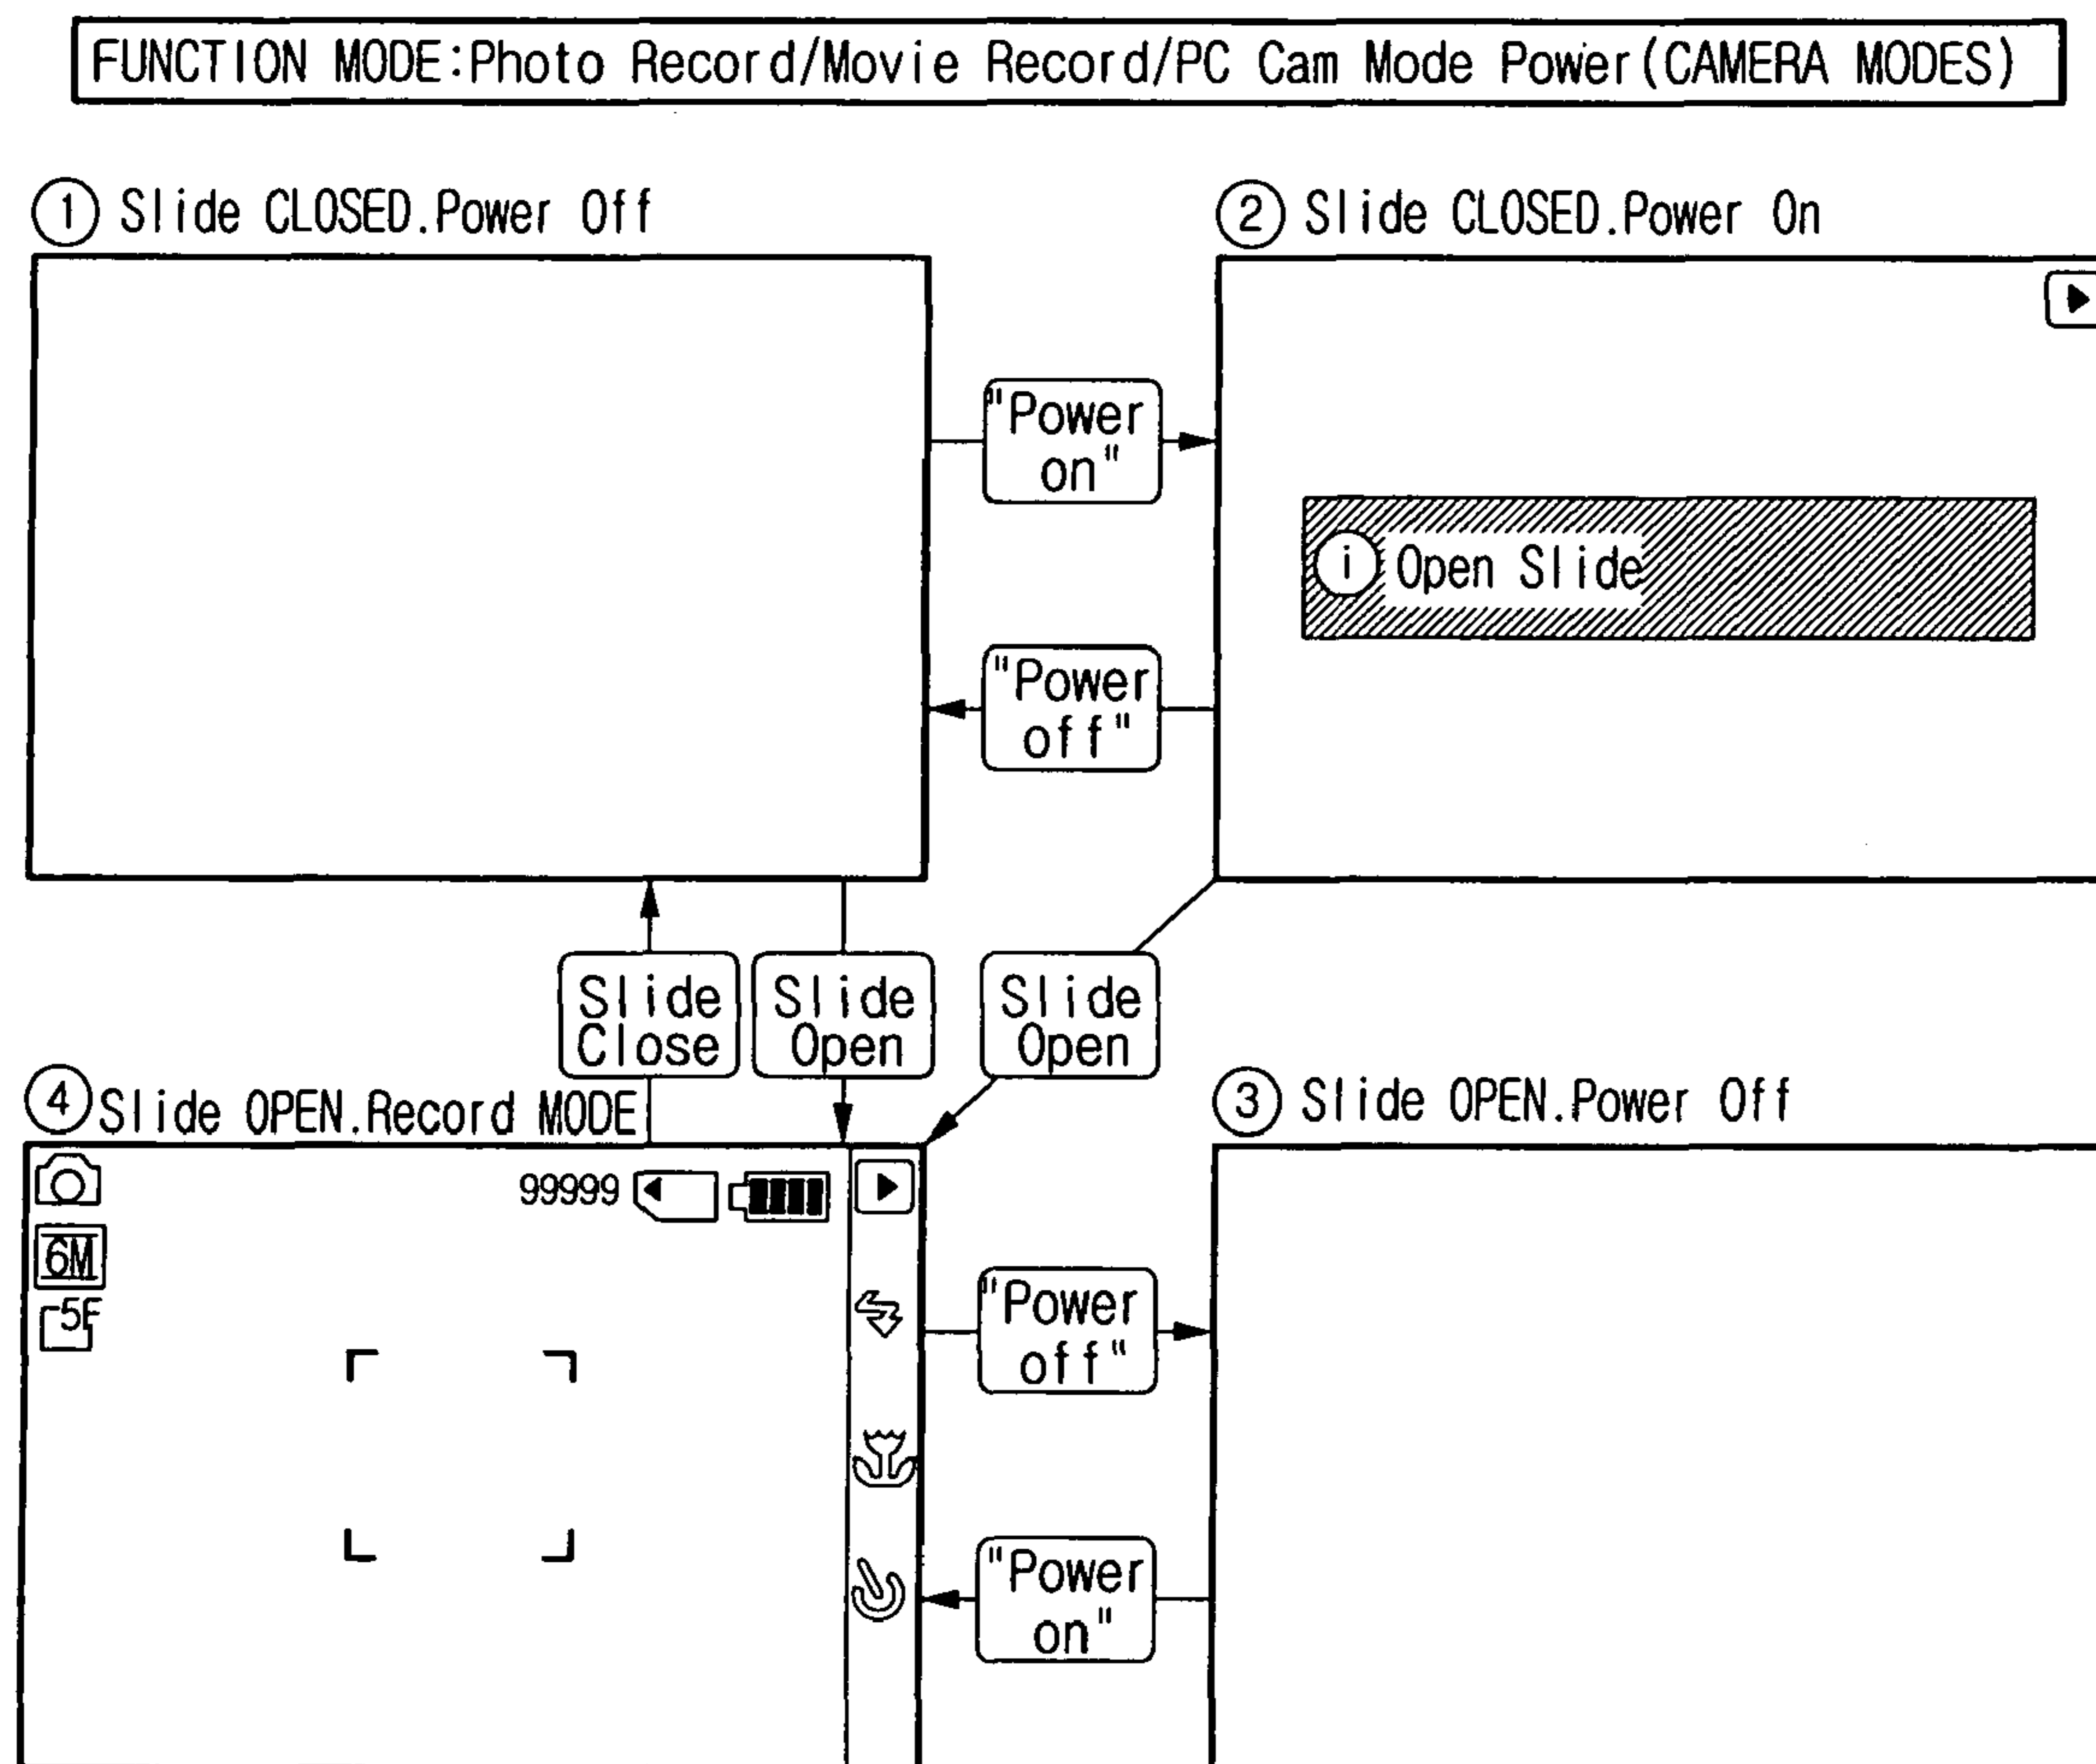 FUNCTION MODE:Photo Record/Movie Record/PC Cam Mode Power(CAMERA MODES)
① Slide CLOSED.Power Off
② Slide CLOSED.Power On
"Power
on"
i Open Slide
"Power
off"
Slide
Close
Slide
Open
Slide
Open
④ Slide OPEN.Record MODE
③ Slide OPEN.Power Off
99999
6M
5F
"Power
off"
"Power
on"